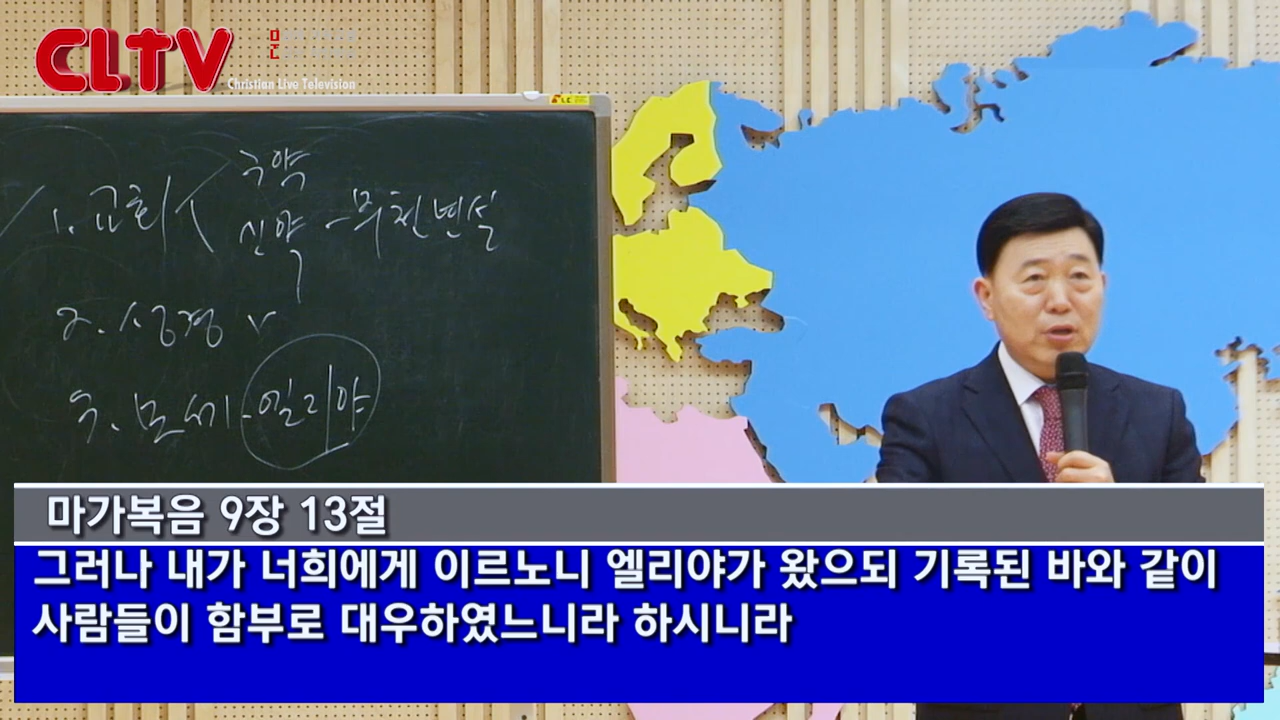 CLTV
Christian Live Television
1. 교회 < 구약
신약 - 무천년설
2. 성경 v
3. 모세 - 엘리야
마가복음 9장 13절
그러나 내가 너희에게 이르노니 엘리야가 왔으되 기록된 바와 같이
사람들이 함부로 대우하였느니라 하시니라